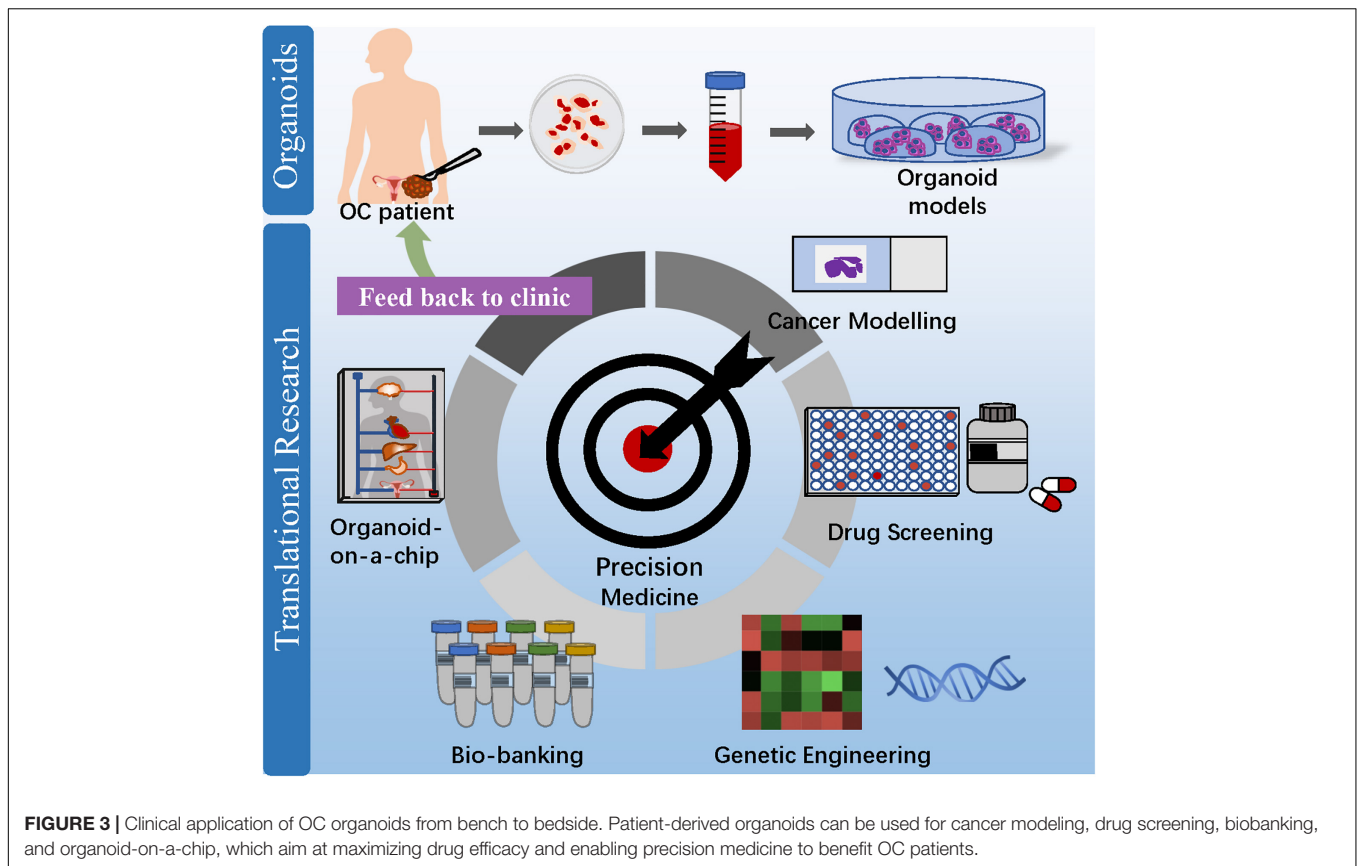 Organoids
OC patient
Organoid
models
Translational Research
Feed back to clinic
Cancer Modelling
Organoid-
on-a-chip
Precision
Medicine
Drug Screening
Bio-banking
Genetic Engineering
FIGURE 3 | Clinical application of OC organoids from bench to bedside. Patient-derived organoids can be used for cancer modeling, drug screening, biobanking,
and organoid-on-a-chip, which aim at maximizing drug efficacy and enabling precision medicine to benefit OC patients.